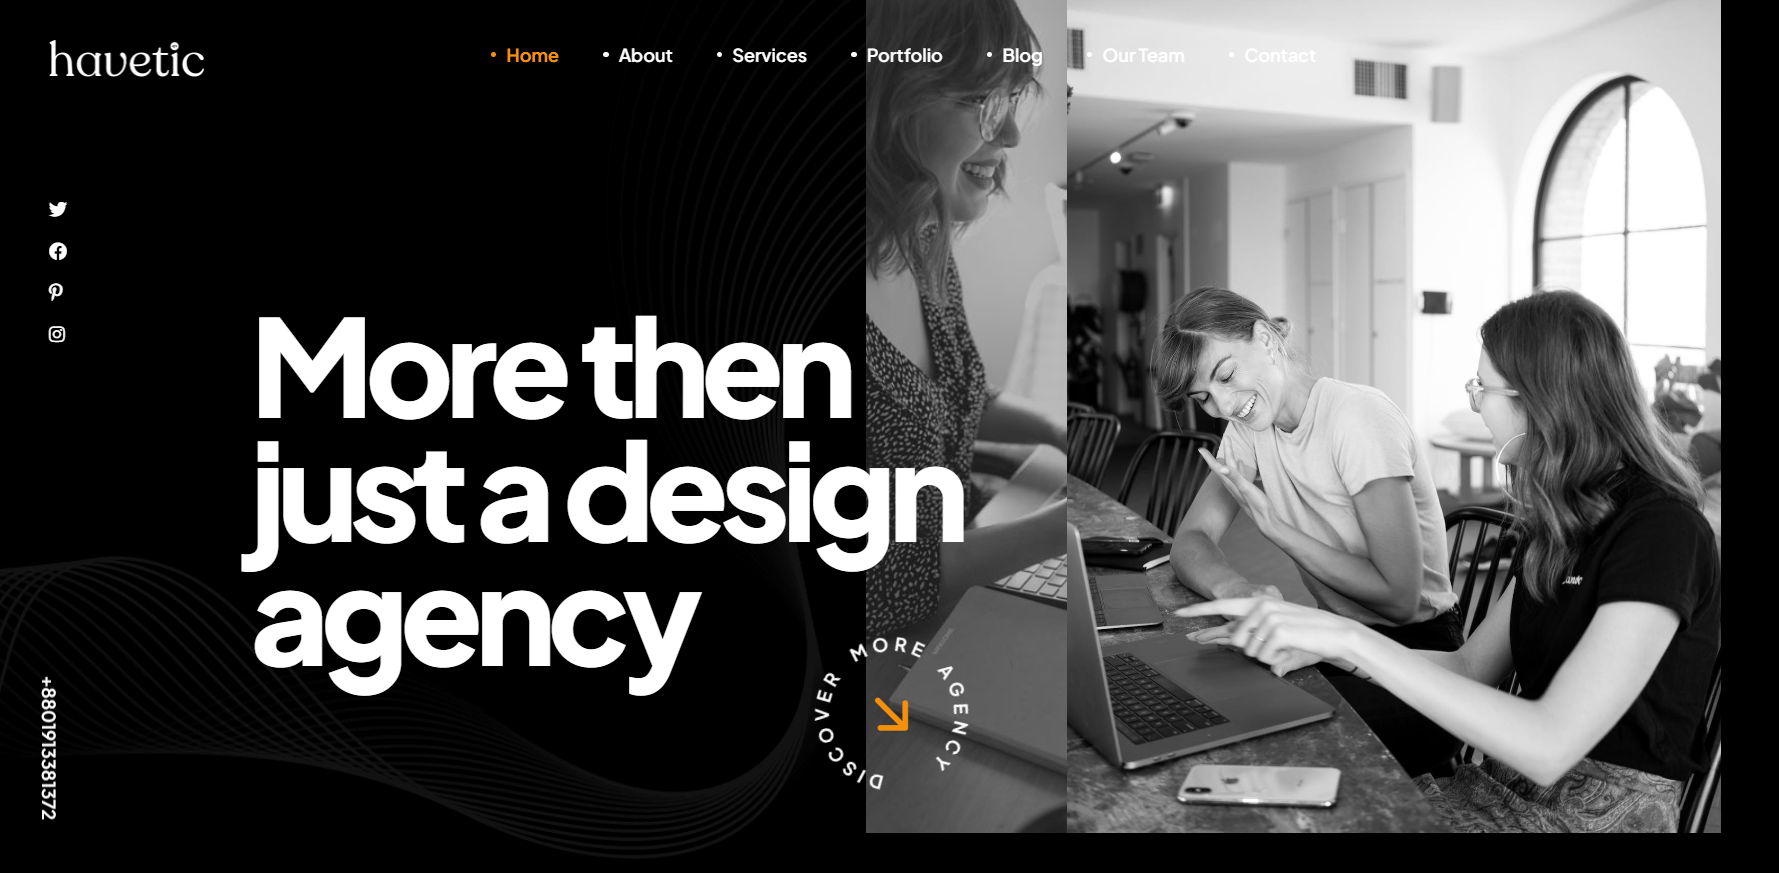 havetic
Home
About
Services
Portfolio
Blog
Our Team
Contact
More then
just a design
agency
DISCOVER MORE AGENCY
+8801913381372